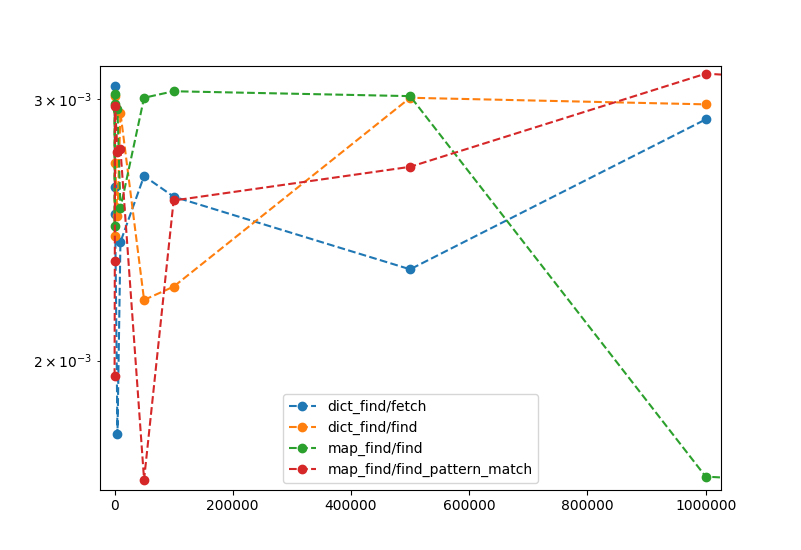 3 × 10⁻³
2 × 10⁻³
dict_find/fetch
dict_find/find
map_find/find
map_find/find_pattern_match
0 200000 400000 600000 800000 1000000